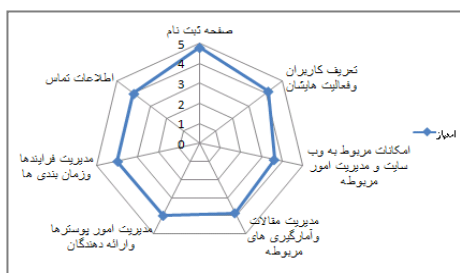 صفحه ثبت نام
تعریف کاربران
وفعالیت هایشان
امکانات مربوط به وب
سایت و مدیریت امور
مربوطه
مدیریت مقالات
وآمارگیری های
مربوطه
مدیریت امور پوسترها
وارائه دهندگان
مدیریت فرایندها
وزمان بندی ها
اطلاعات تماس
5
4
3
2
1
0
امتیاز